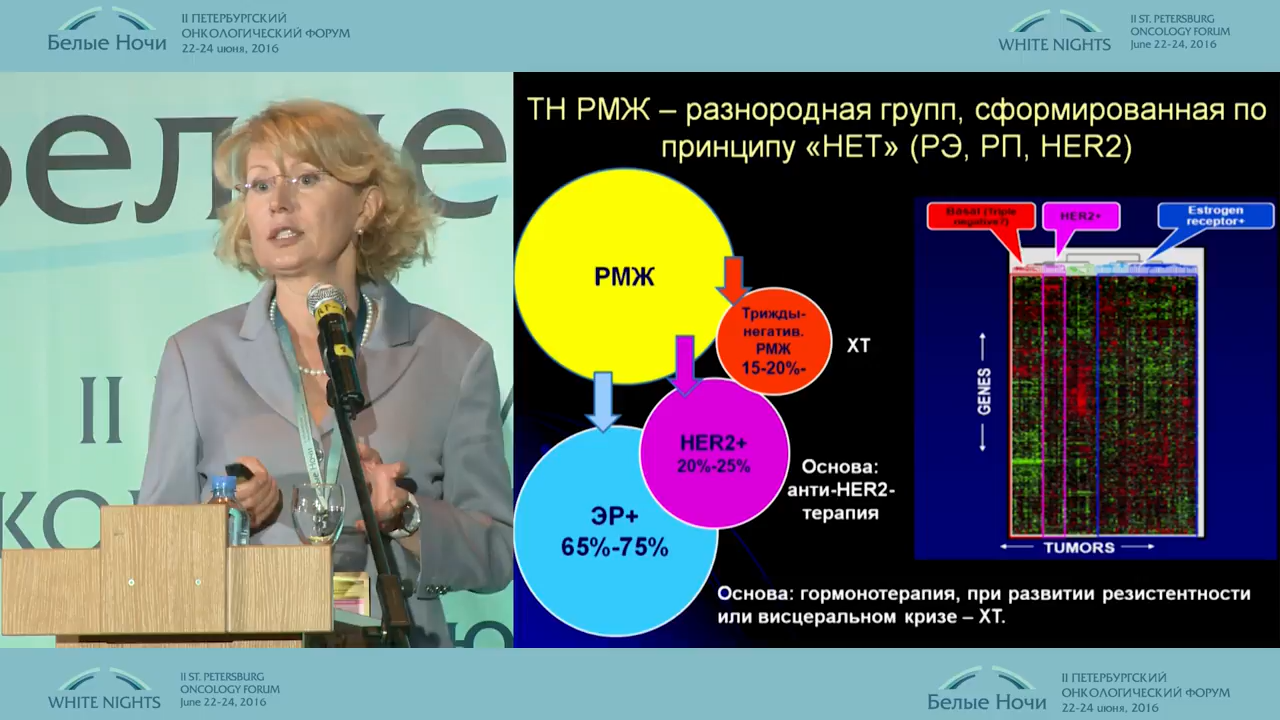 II ПЕТЕРБУРГСКИЙ
ОНКОЛОГИЧЕСКИЙ ФОРУМ
Белые Ночи
22-24 июня, 2016
II ST. PETERSBURG
ONCOLOGY FORUM
WHITE NIGHTS
June 22-24, 2016
II
ТН РМЖ – разнородная групп, сформированная по
принципу «НЕТ» (РЭ, РП, HER2)
РМЖ
Трижды-
негатив.
РМЖ
15-20%-
ХТ
HER2+
20%-25%
Основа:
анти-HER2-
терапия
ЭР+
65%-75%
Основа: гормонотерапия, при развитии резистентности
или висцеральном кризе – ХТ.
Basal (Triple
negative?)
HER2+
Estrogen
receptor+
GENES
TUMORS
II ST. PETERSBURG
ONCOLOGY FORUM
WHITE NIGHTS
June 22-24, 2016
II ПЕТЕРБУРГСКИЙ
ОНКОЛОГИЧЕСКИЙ ФОРУМ
Белые Ночи
22-24 июня, 2016